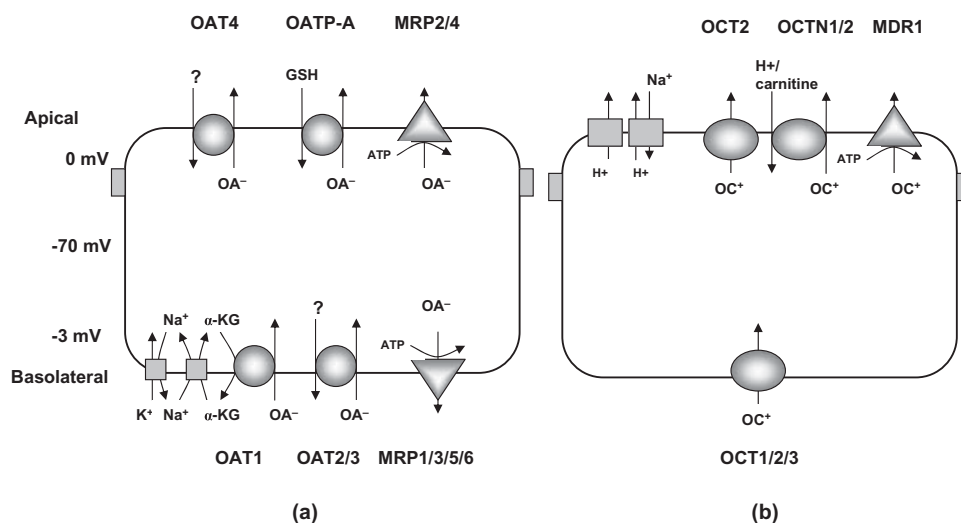 OAT4 OATP-A MRP2/4
? GSH
Apical
0 mV
ATP
OA⁻ OA⁻ OA⁻
-70 mV
-3 mV
Basolateral
Na⁺ α-KG ? OA⁻
ATP
K⁺ Na⁺ α-KG OA⁻ OA⁻
OAT1 OAT2/3 MRP1/3/5/6
(a)
OCT2 OCTN1/2 MDR1
Na⁺ H+/
carnitine
ATP
H+ H+ OC⁺ OC⁺ OC⁺
OC⁺
OCT1/2/3
(b)